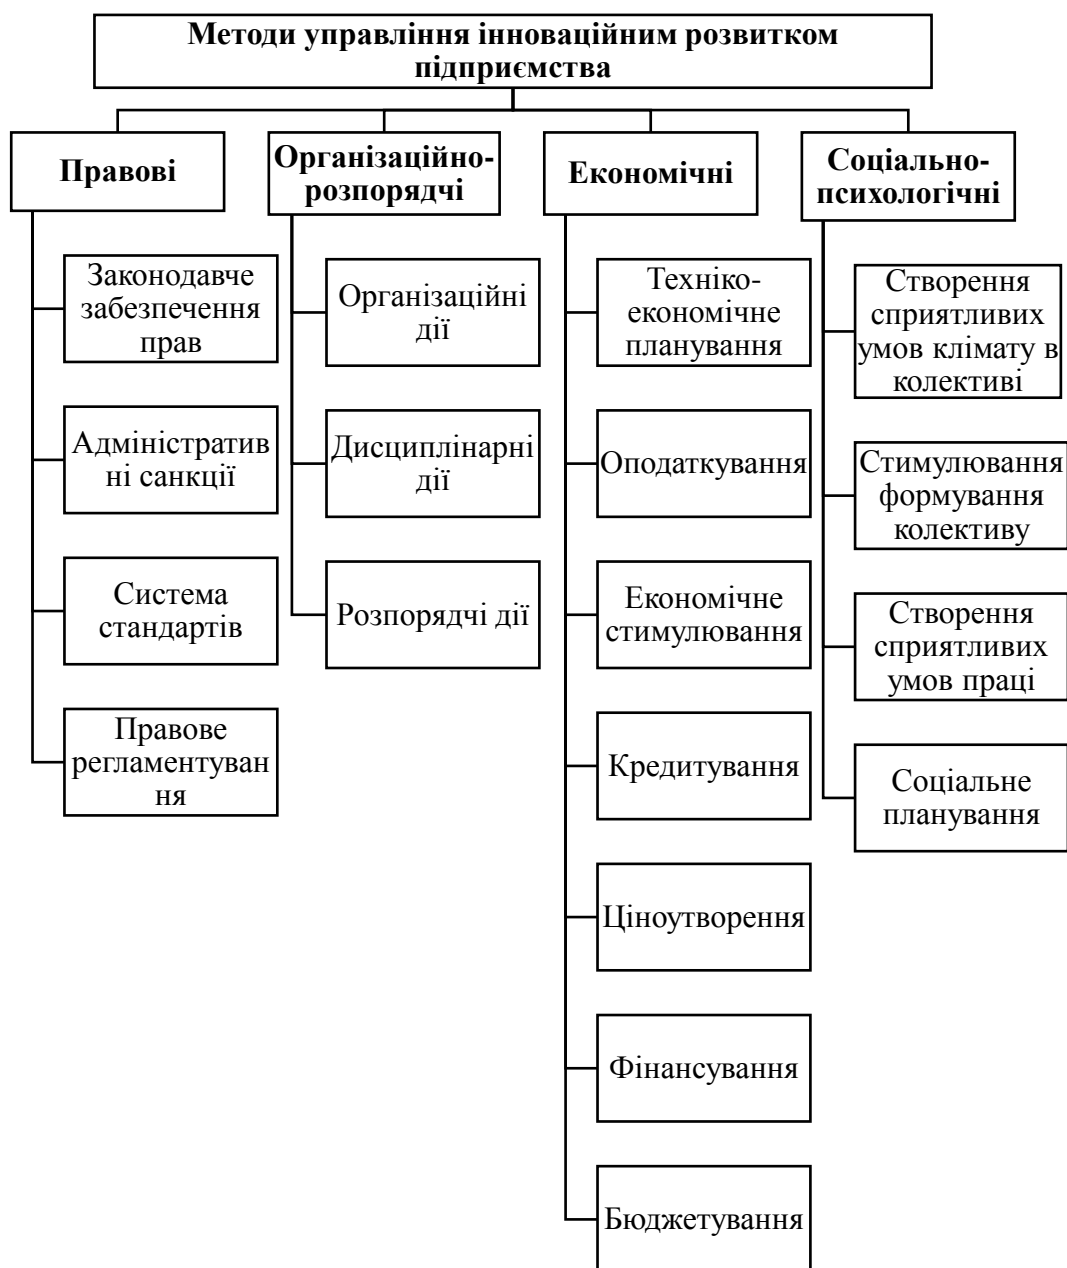 Методи управління інноваційним розвитком
підприємства
Правові
Організаційно-
розпорядчі
Економічні
Соціально-
психологічні
Законодавче
забезпечення
прав
Адміністратив
ні санкції
Система
стандартів
Правове
регламентуван
ня
Організаційні
дії
Дисциплінарні
дії
Розпорядчі дії
Техніко-
економічне
планування
Оподаткування
Економічне
стимулювання
Кредитування
Ціноутворення
Фінансування
Бюджетування
Створення
сприятливих
умов клімату в
колективі
Стимулювання
формування
колективу
Створення
сприятливих
умов праці
Соціальне
планування